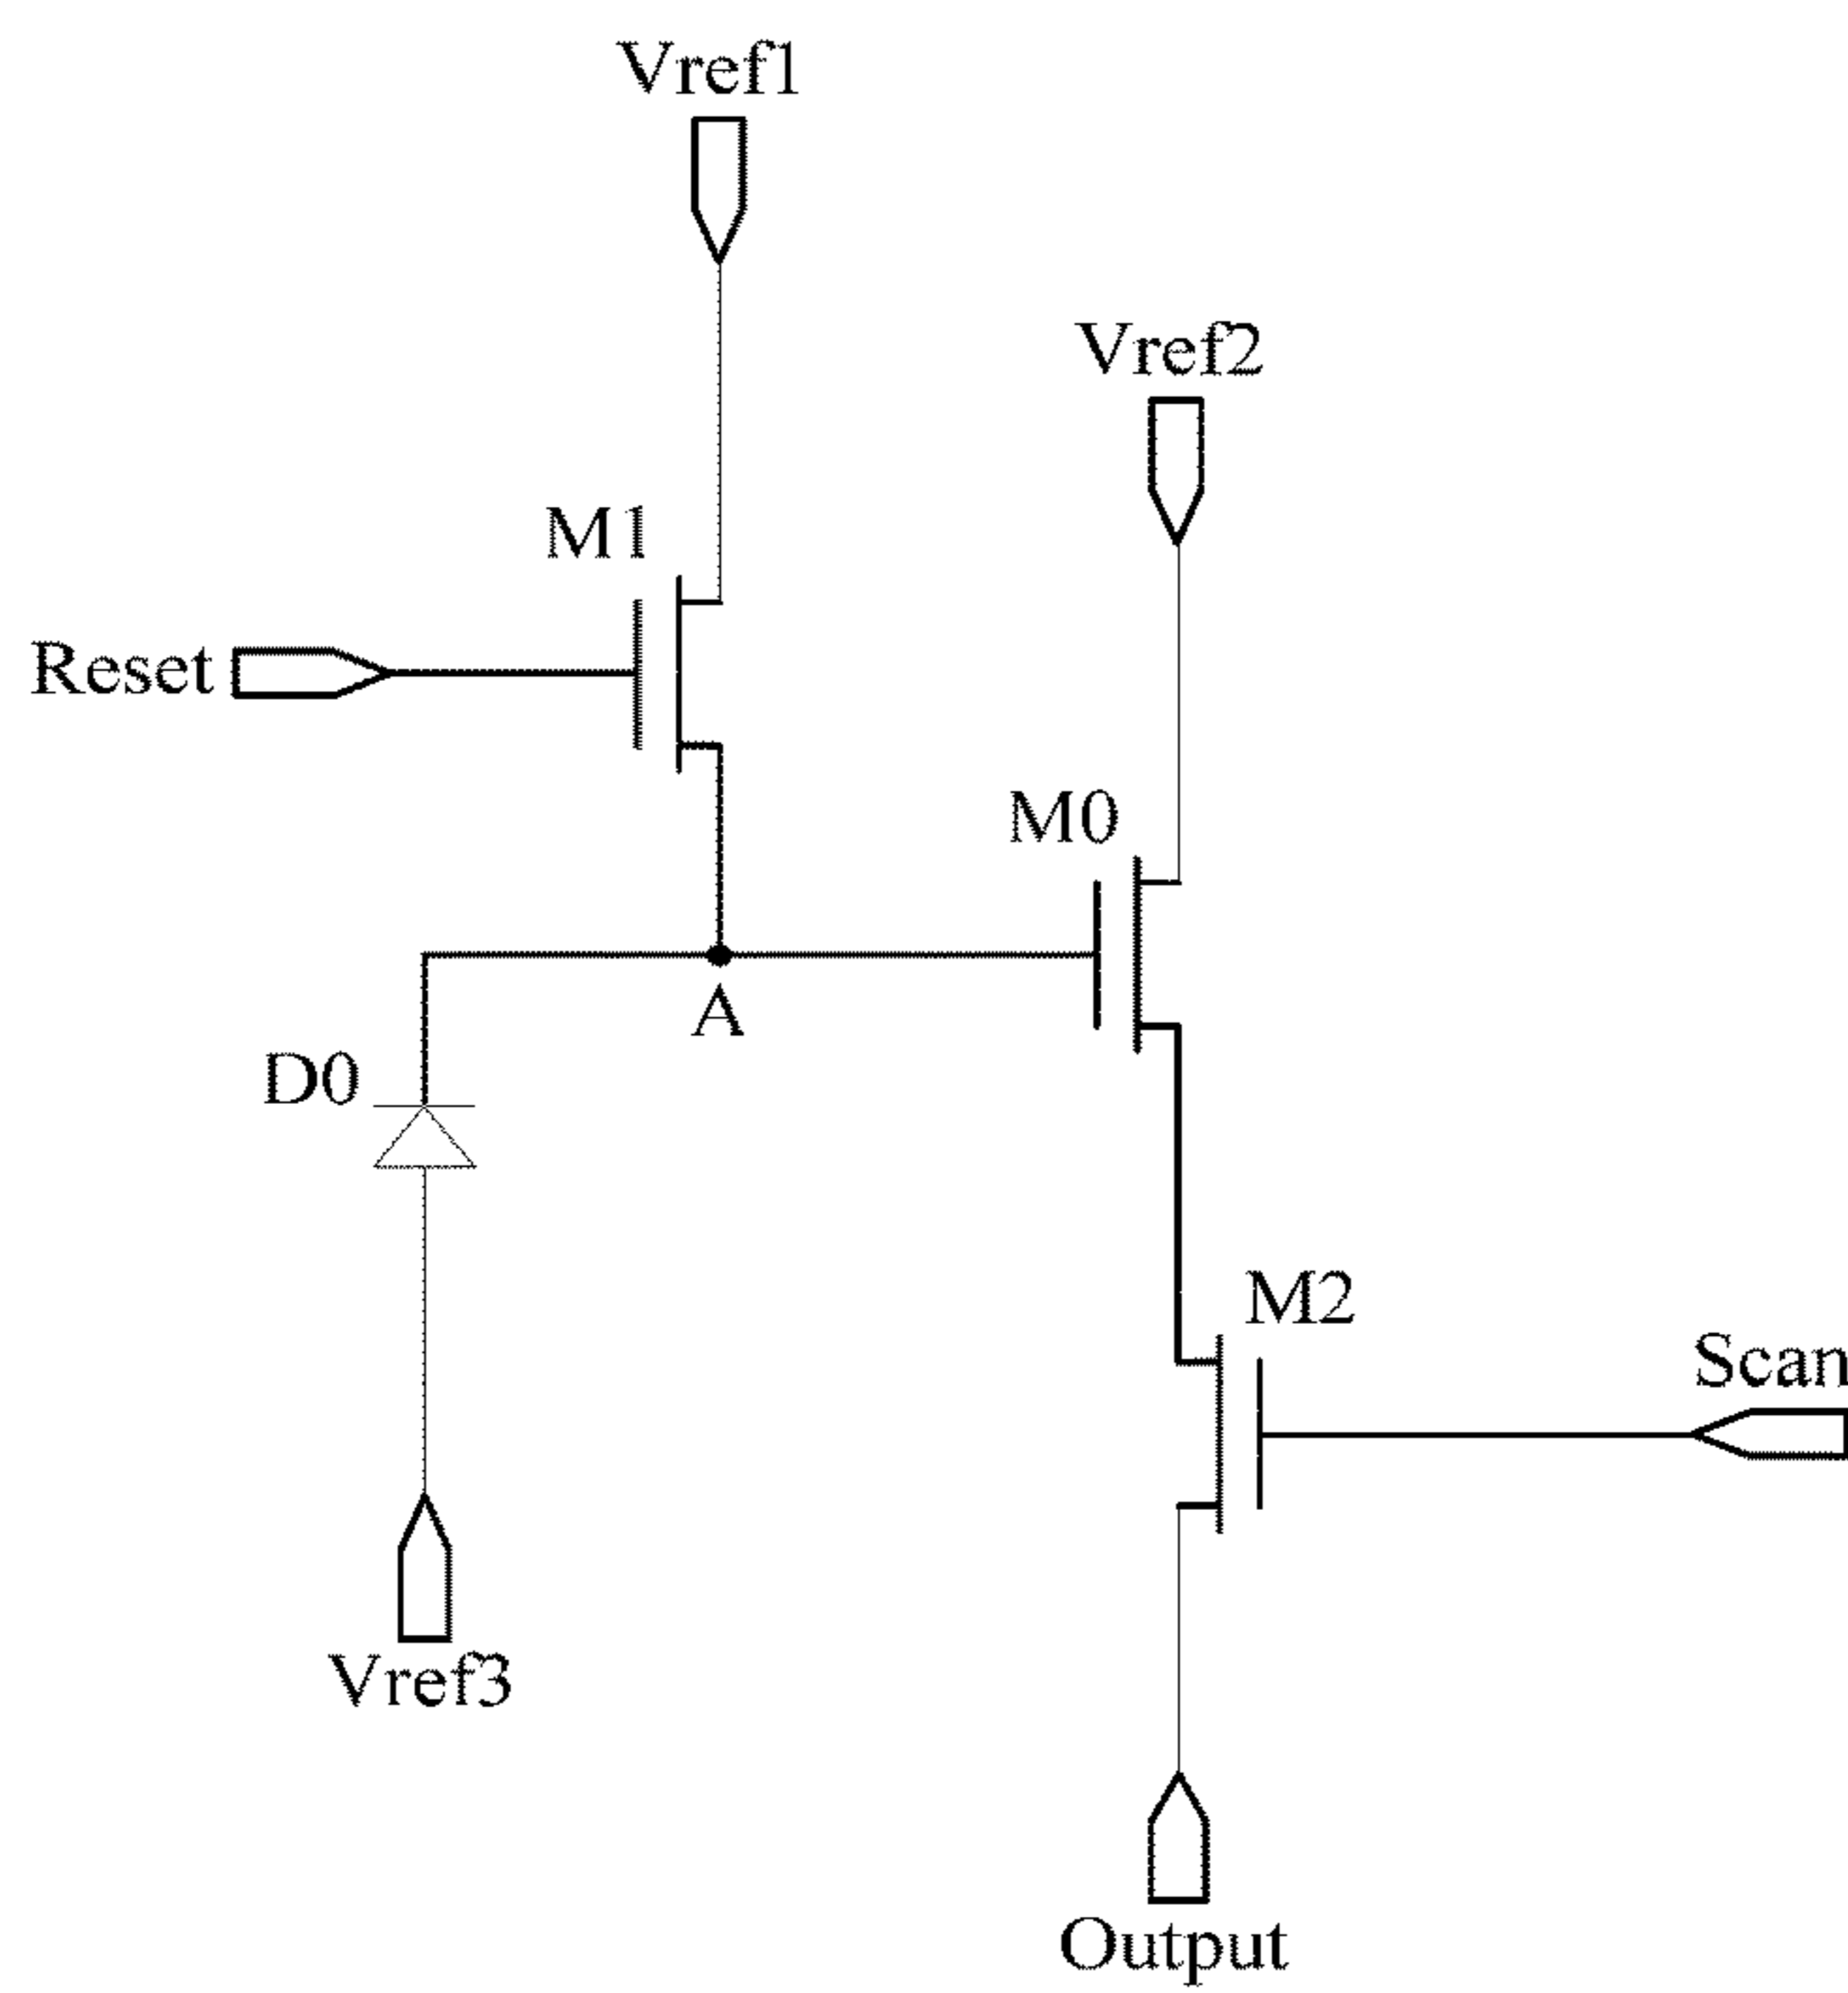 Vref1
Vref2
M1
Reset
M0
A
D0
M2
Scan
Vref3
Output